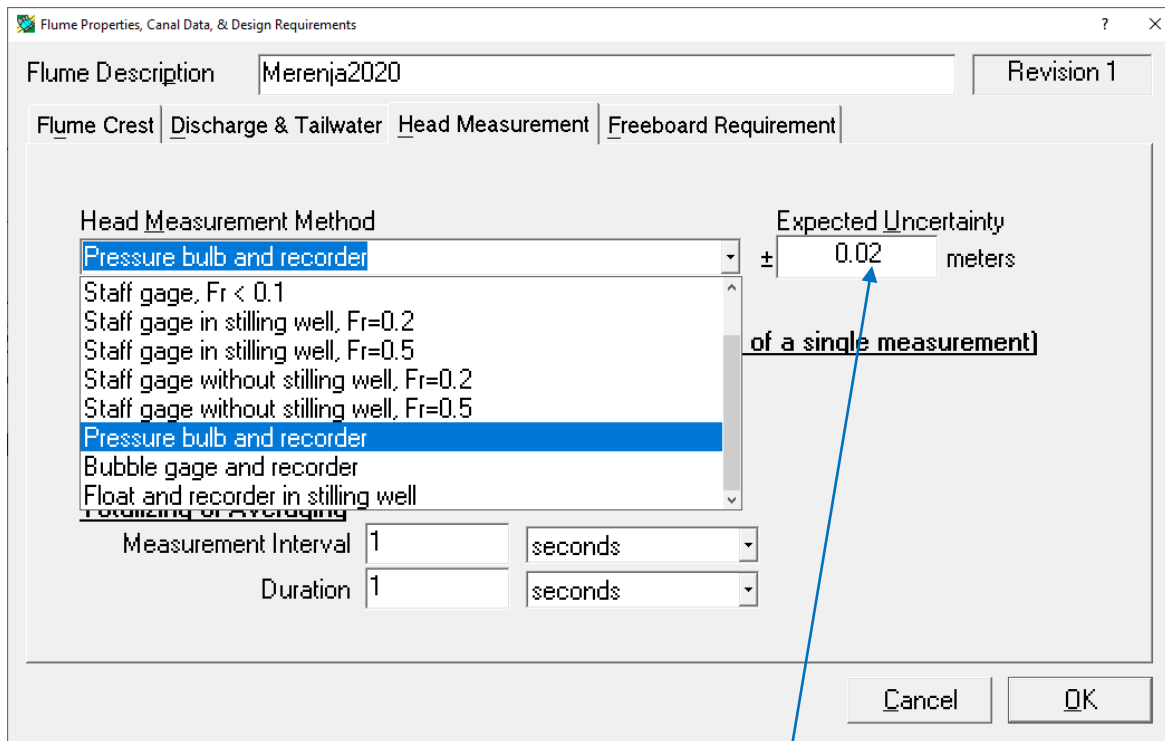 Flume Properties, Canal Data, & Design Requirements ? ×
Flume Description Merenja2020 Revision 1
Flume Crest Discharge & Tailwater Head Measurement Freeboard Requirement
Head Measurement Method Expected Uncertainty
Pressure bulb and recorder ± 0.02 meters
Staff gage, Fr < 0.1
Staff gage in stilling well, Fr=0.2
Staff gage in stilling well, Fr=0.5
of a single measurement)
Staff gage without stilling well, Fr=0.2
Staff gage without stilling well, Fr=0.5
Pressure bulb and recorder
Bubble gage and recorder
Float and recorder in stilling well
Totalizing or Averaging
Measurement Interval 1 seconds
Duration 1 seconds
Cancel OK